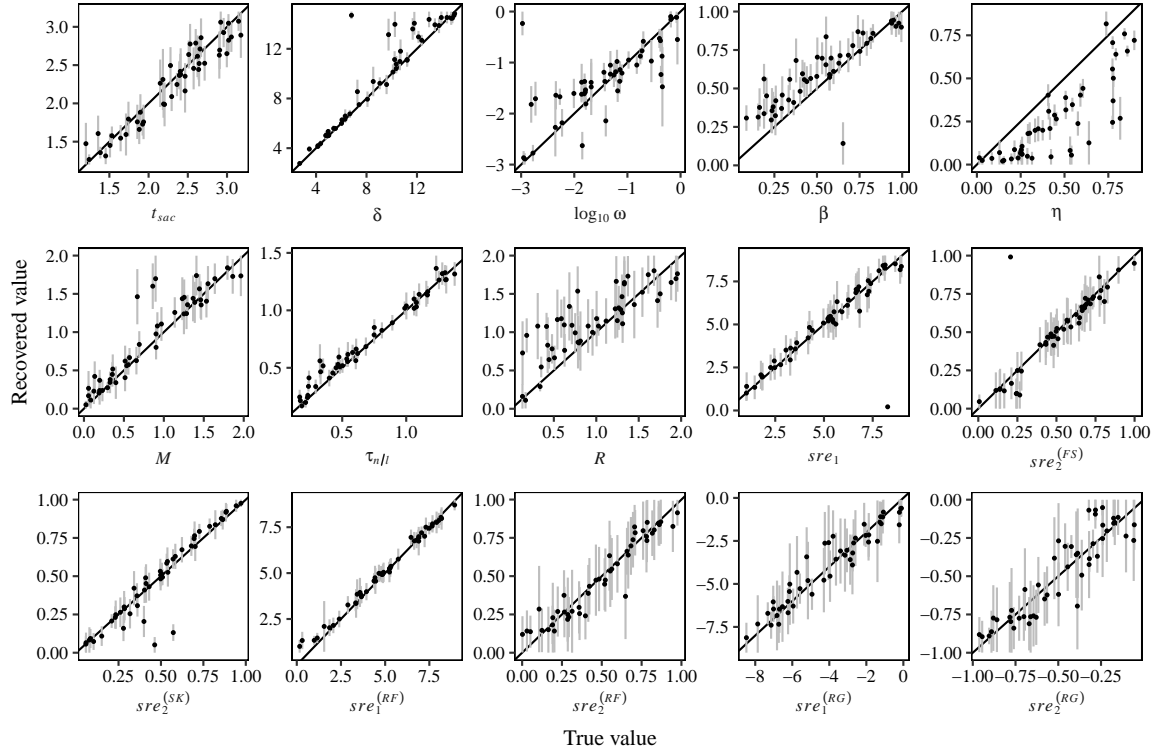 3.0
2.5
2.0
1.5
1.5 2.0 2.5 3.0
t_sac
12
8
4
4 8 12
δ
0
−1
−2
−3
−3 −2 −1 0
log₁₀ ω
1.00
0.75
0.50
0.25
0.00
0.25 0.50 0.75 1.00
β
0.75
0.50
0.25
0.00
0.00 0.25 0.50 0.75
η
Recovered value
2.0
1.5
1.0
0.5
0.0
0.0 0.5 1.0 1.5 2.0
M
1.5
1.0
0.5
0.5 1.0
τ_n/l
2.0
1.5
1.0
0.5
0.0
0.0 0.5 1.0 1.5 2.0
R
7.5
5.0
2.5
0.0
2.5 5.0 7.5
sre₁
1.00
0.75
0.50
0.25
0.00
0.00 0.25 0.50 0.75 1.00
sre₂^(FS)
1.00
0.75
0.50
0.25
0.00
0.25 0.50 0.75 1.00
sre₂^(SK)
7.5
5.0
2.5
0.0 2.5 5.0 7.5
sre₁^(RF)
1.00
0.75
0.50
0.25
0.00
0.00 0.25 0.50 0.75 1.00
sre₂^(RF)
0.0
−2.5
−5.0
−7.5
−8 −6 −4 −2 0
sre₁^(RG)
0.00
−0.25
−0.50
−0.75
−1.00
−1.00 −0.75 −0.50 −0.25
sre₂^(RG)
True value